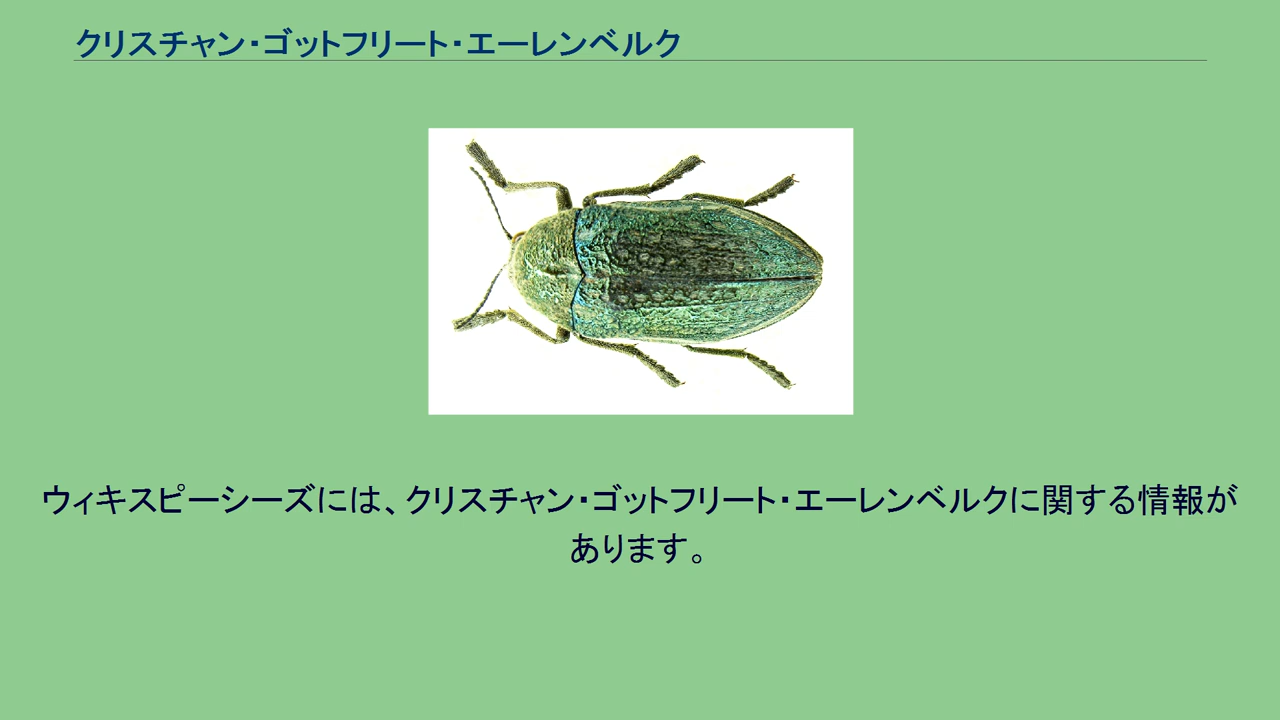 クリスチャン・ゴットフリート・エーレンベルク
ウィキスピーシーズには、クリスチャン・ゴットフリート・エーレンベルクに関する情報が
あります。